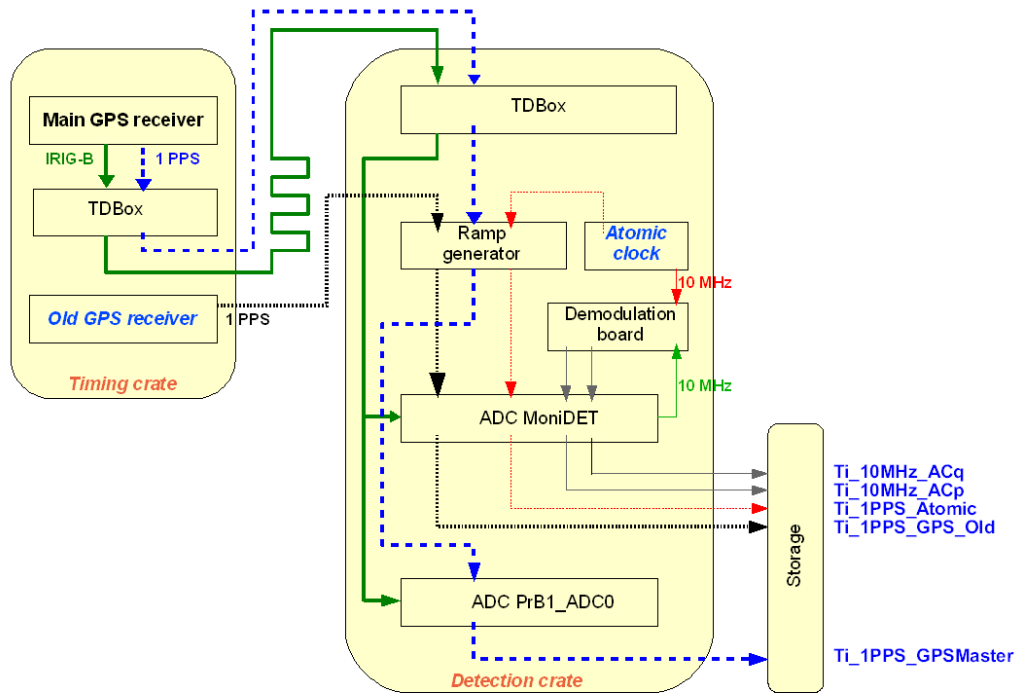 Main GPS receiver
IRIG-B
1 PPS
TDBox
Old GPS receiver
1 PPS
Timing crate
TDBox
Ramp
generator
Atomic
clock
10 MHz
Demodulation
board
10 MHz
ADC MoniDET
ADC PrB1_ADC0
Detection crate
Storage
Ti_10MHz_ACq
Ti_10MHz_ACp
Ti_1PPS_Atomic
Ti_1PPS_GPS_Old
Ti_1PPS_GPSMaster